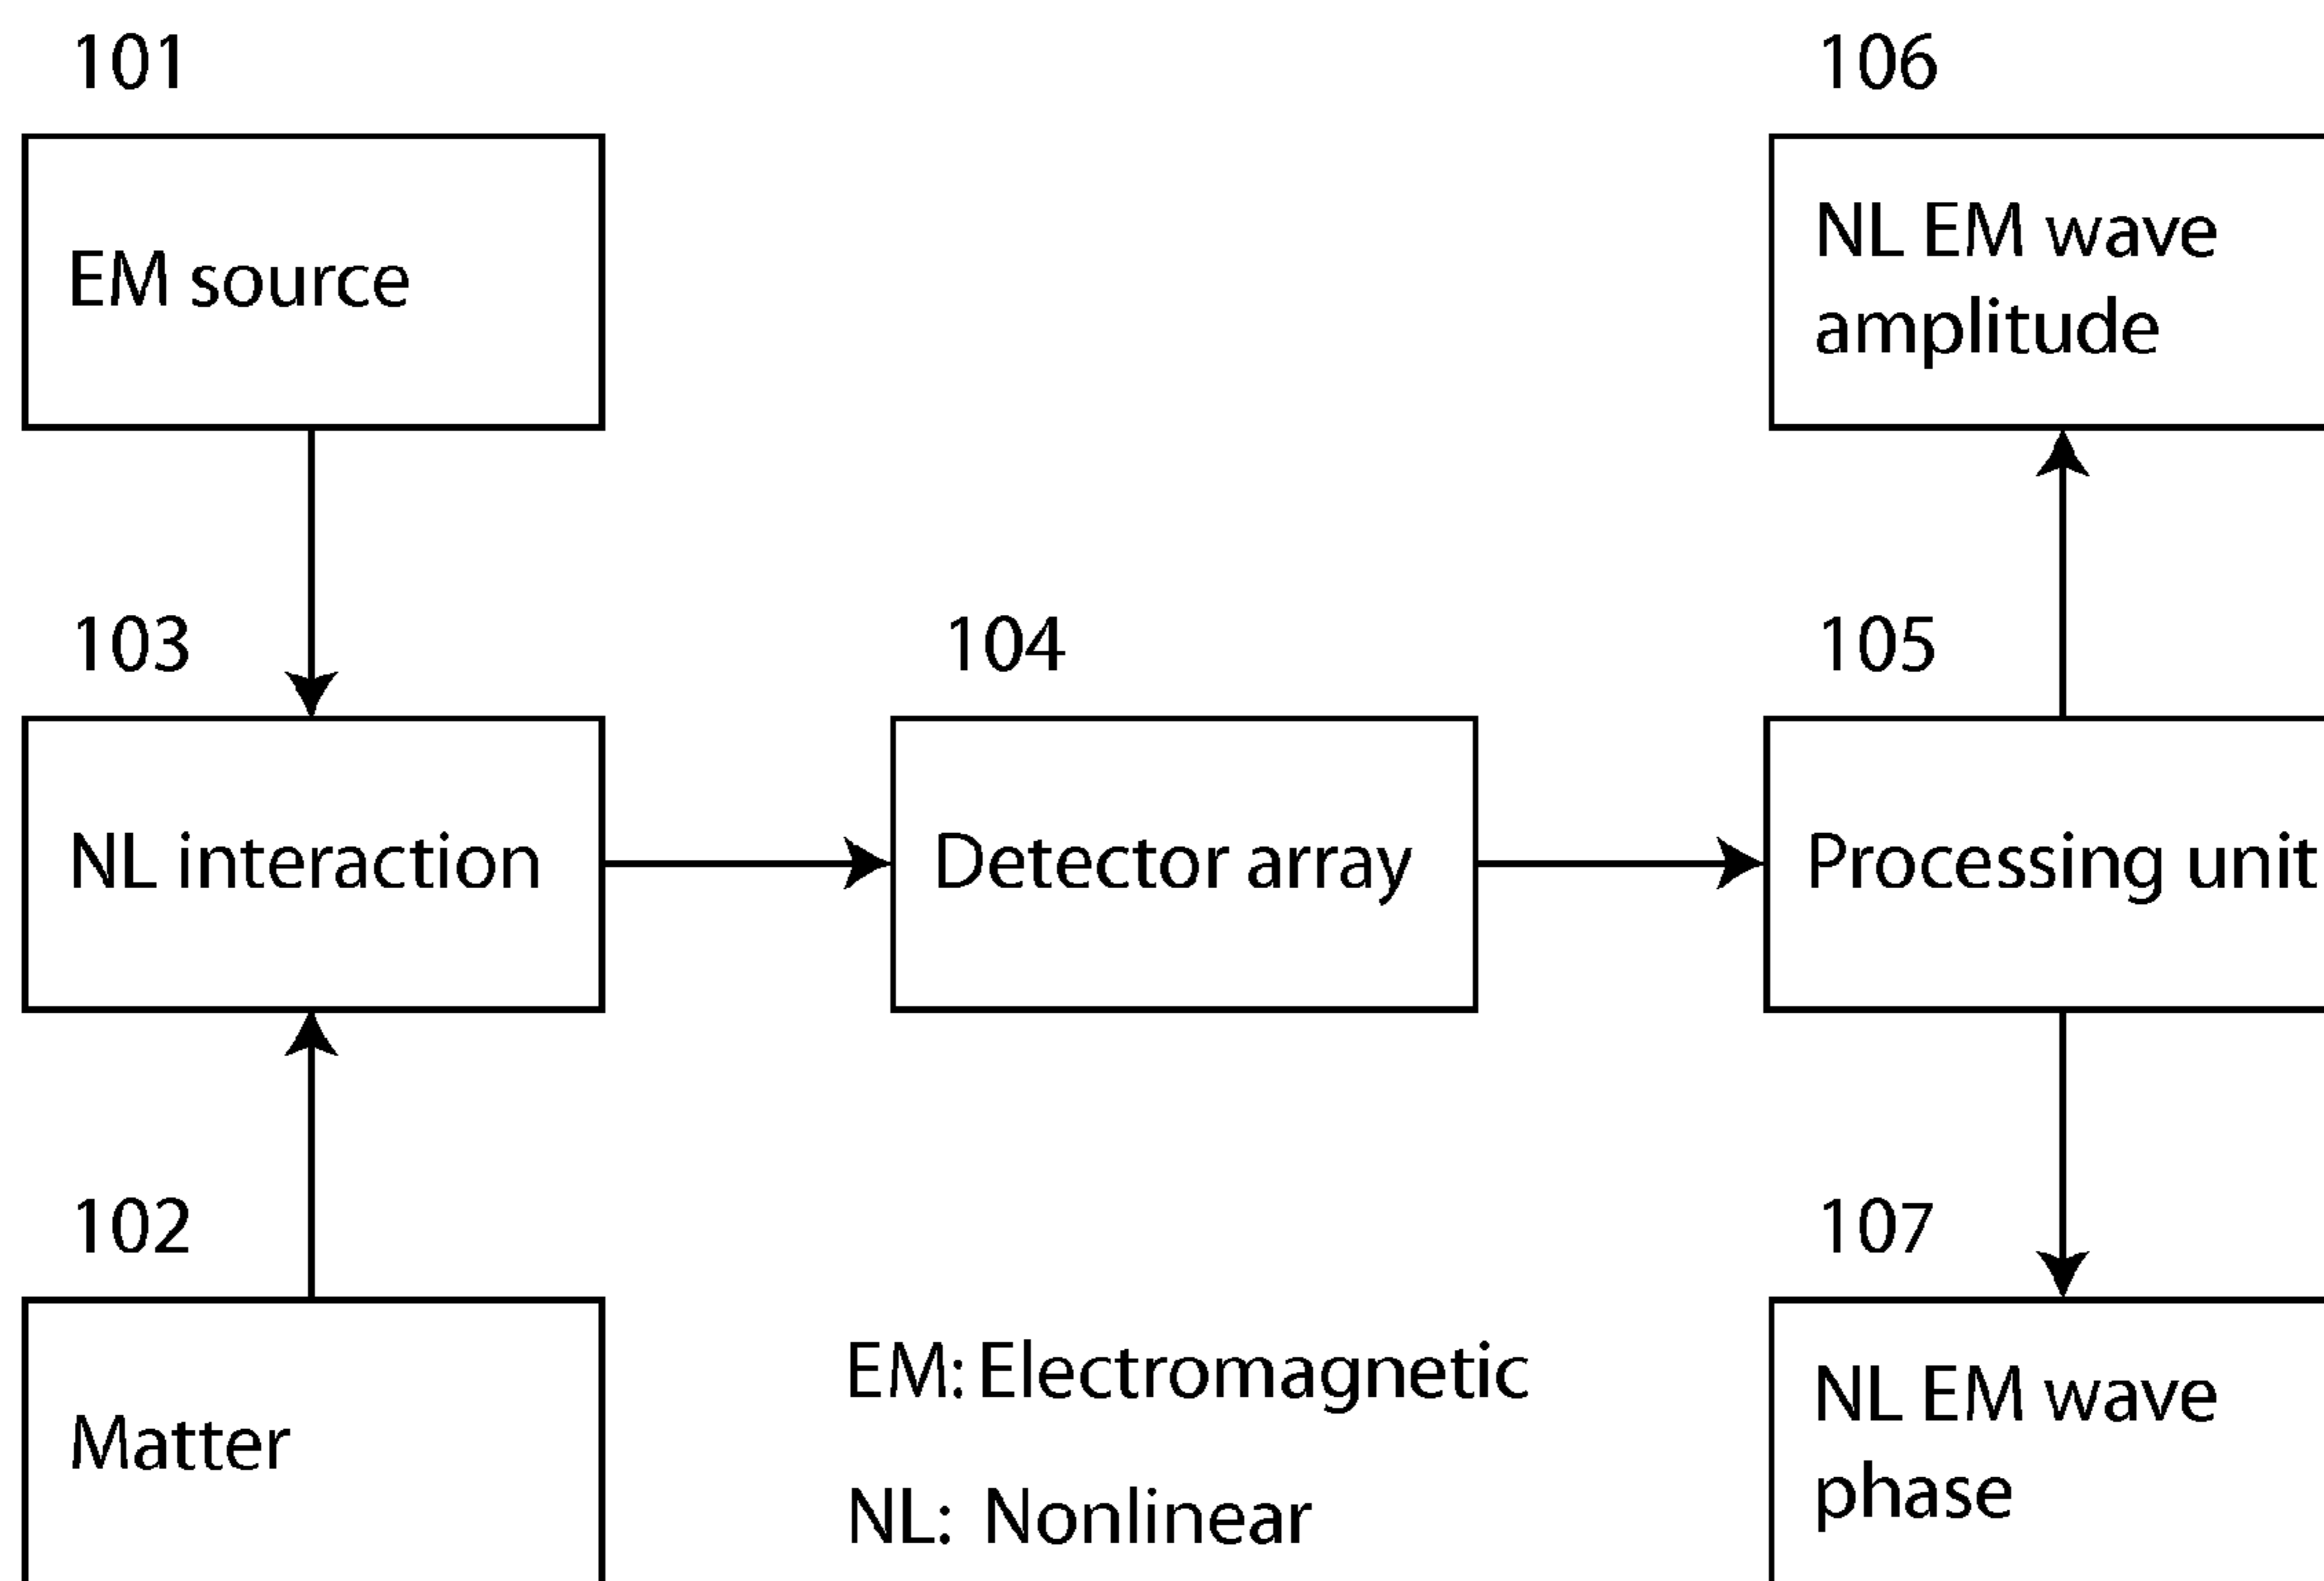 101
106
EM source
NL EM wave
amplitude
103
104
105
NL interaction
Detector array
Processing unit
102
107
Matter
EM: Electromagnetic
NL: Nonlinear
NL EM wave
phase